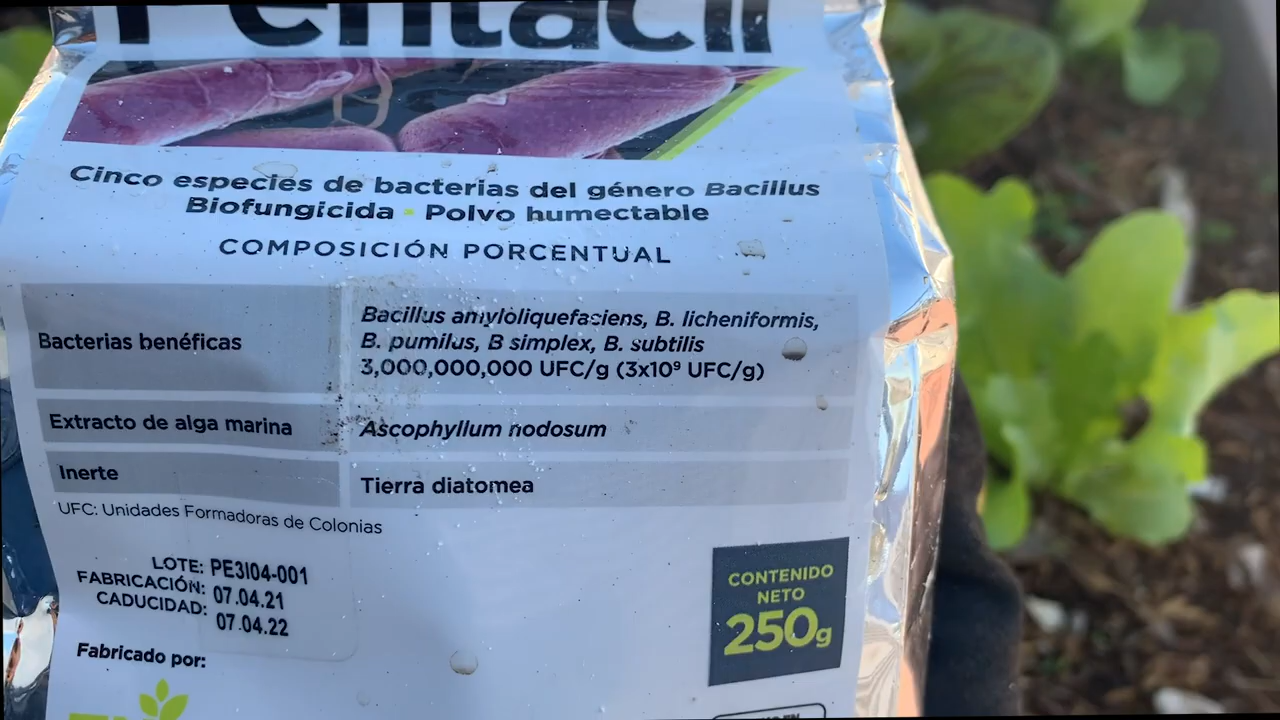 Pentacil
Cinco especies de bacterias del género Bacillus
Biofungicida • Polvo humectable
COMPOSICIÓN PORCENTUAL
Bacterias benéficas
Bacillus amyloliquefaciens, B. licheniformis,
B. pumilus, B simplex, B. subtilis
3,000,000,000 UFC/g (3x10⁹ UFC/g)
Extracto de alga marina
Ascophyllum nodosum
Inerte
Tierra diatomea
UFC: Unidades Formadoras de Colonias
LOTE: PE3I04-001
FABRICACIÓN: 07.04.21
CADUCIDAD: 07.04.22
CONTENIDO
NETO
250g
Fabricado por: